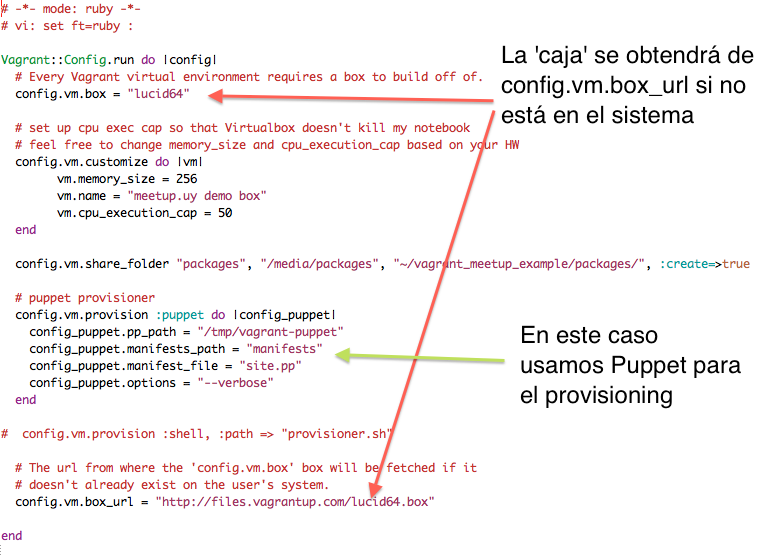 # -*- mode: ruby -*-
# vi: set ft=ruby :
Vagrant::Config.run do |config|
  # Every Vagrant virtual environment requires a box to build off of.
  config.vm.box = "lucid64"
  # set up cpu exec cap so that Virtualbox doesn't kill my notebook
  # feel free to change memory_size and cpu_execution_cap based on your HW
  config.vm.customize do |vm|
        vm.memory_size = 256
        vm.name = "meetup.uy demo box"
        vm.cpu_execution_cap = 50
  end
  config.vm.share_folder "packages", "/media/packages", "~/vagrant_meetup_example/packages/", :create=>true
  # puppet provisioner
  config.vm.provision :puppet do |config_puppet|
    config_puppet.pp_path = "/tmp/vagrant-puppet"
    config_puppet.manifests_path = "manifests"
    config_puppet.manifest_file = "site.pp"
    config_puppet.options = "--verbose"
  end
#  config.vm.provision :shell, :path => "provisioner.sh"
  # The url from where the 'config.vm.box' box will be fetched if it
  # doesn't already exist on the user's system.
  config.vm.box_url = "http://files.vagrantup.com/lucid64.box"
end
La 'caja' se obtendrá de
config.vm.box_url si no
está en el sistema
En este caso
usamos Puppet para
el provisioning